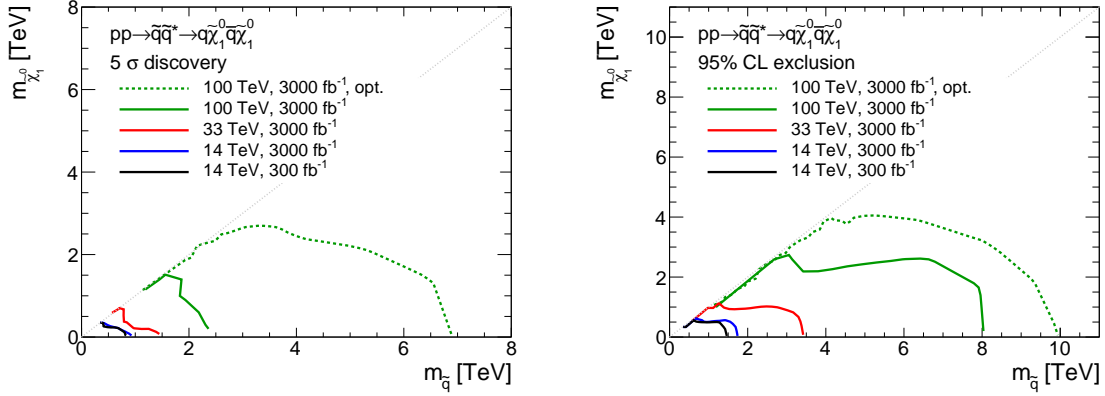 pp→q̃q̃*→qχ̃₁⁰q̅χ̃₁⁰
5 σ discovery
100 TeV, 3000 fb⁻¹, opt.
100 TeV, 3000 fb⁻¹
33 TeV, 3000 fb⁻¹
14 TeV, 3000 fb⁻¹
14 TeV, 300 fb⁻¹
m_χ̃₁⁰ [TeV]
8
6
4
2
0
0 2 4 6 8
m_q̃ [TeV]
pp→q̃q̃*→qχ̃₁⁰q̅χ̃₁⁰
95% CL exclusion
100 TeV, 3000 fb⁻¹, opt.
100 TeV, 3000 fb⁻¹
33 TeV, 3000 fb⁻¹
14 TeV, 3000 fb⁻¹
14 TeV, 300 fb⁻¹
m_χ̃₁⁰ [TeV]
10
8
6
4
2
0
0 2 4 6 8 10
m_q̃ [TeV]